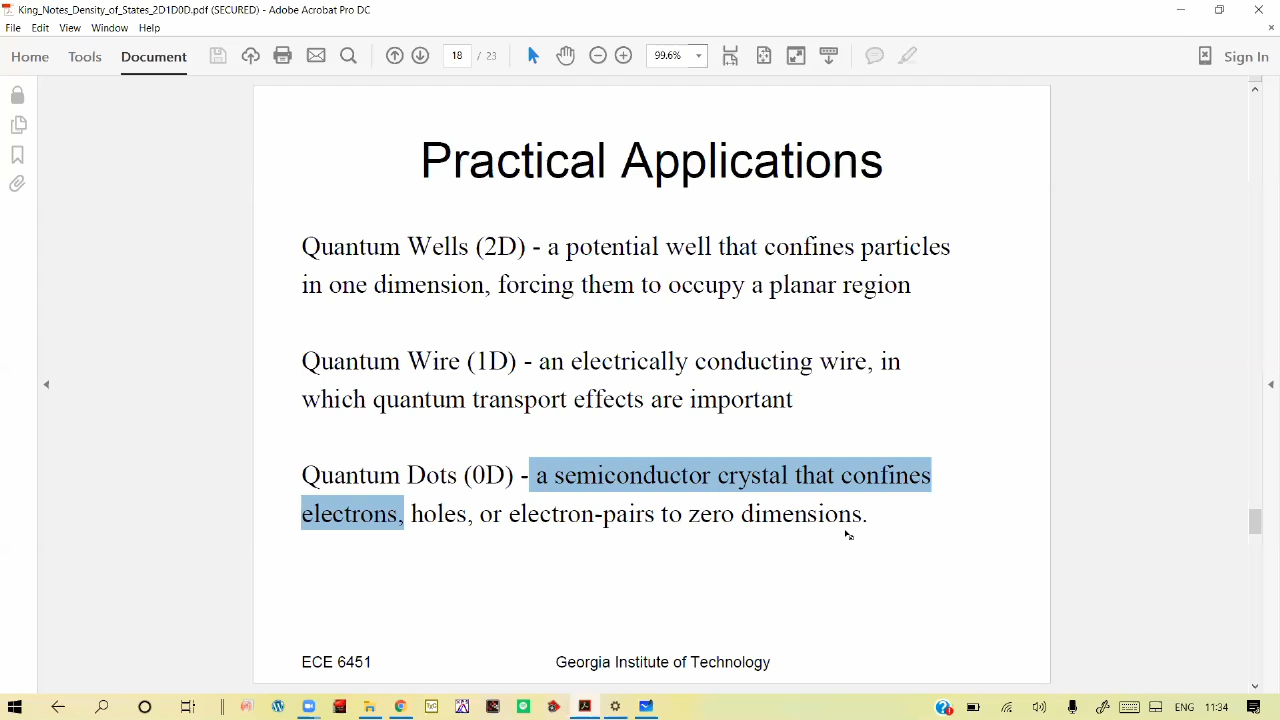 King_Notes_Density_of_States_2D1D0D.pdf (SECURED) - Adobe Acrobat Pro DC
File Edit View Window Help
Home Tools Document 18 / 23 99.6% Sign In
Practical Applications
Quantum Wells (2D) - a potential well that confines particles
in one dimension, forcing them to occupy a planar region
Quantum Wire (1D) - an electrically conducting wire, in
which quantum transport effects are important
Quantum Dots (0D) - a semiconductor crystal that confines
electrons, holes, or electron-pairs to zero dimensions.
ECE 6451 Georgia Institute of Technology
ENG 11:34